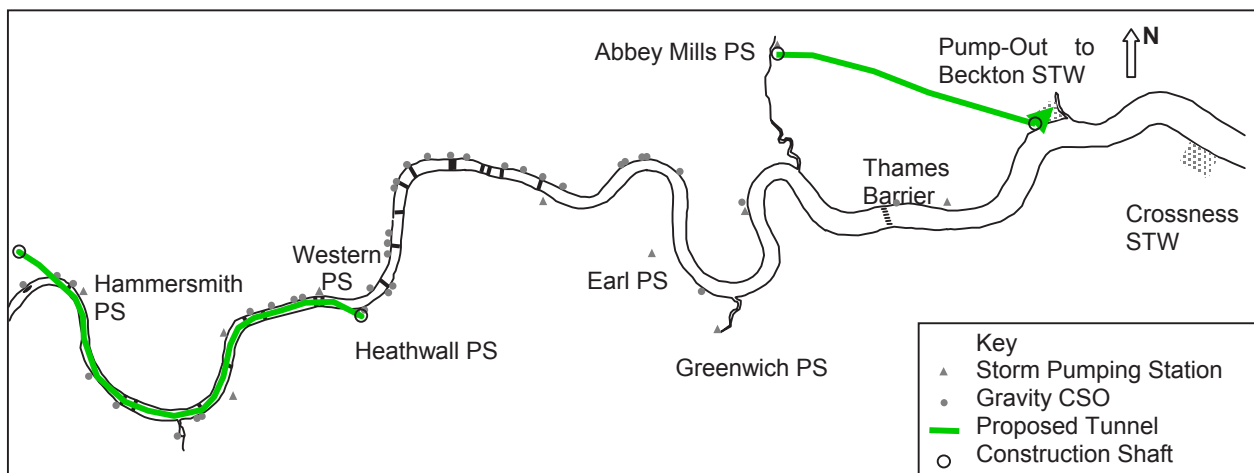 Abbey Mills PS
Pump-Out to
Beckton STW
N
Thames
Barrier
Crossness
STW
Western
PS
Hammersmith
PS
Earl PS
Heathwall PS
Greenwich PS
Key
Storm Pumping Station
Gravity CSO
Proposed Tunnel
Construction Shaft